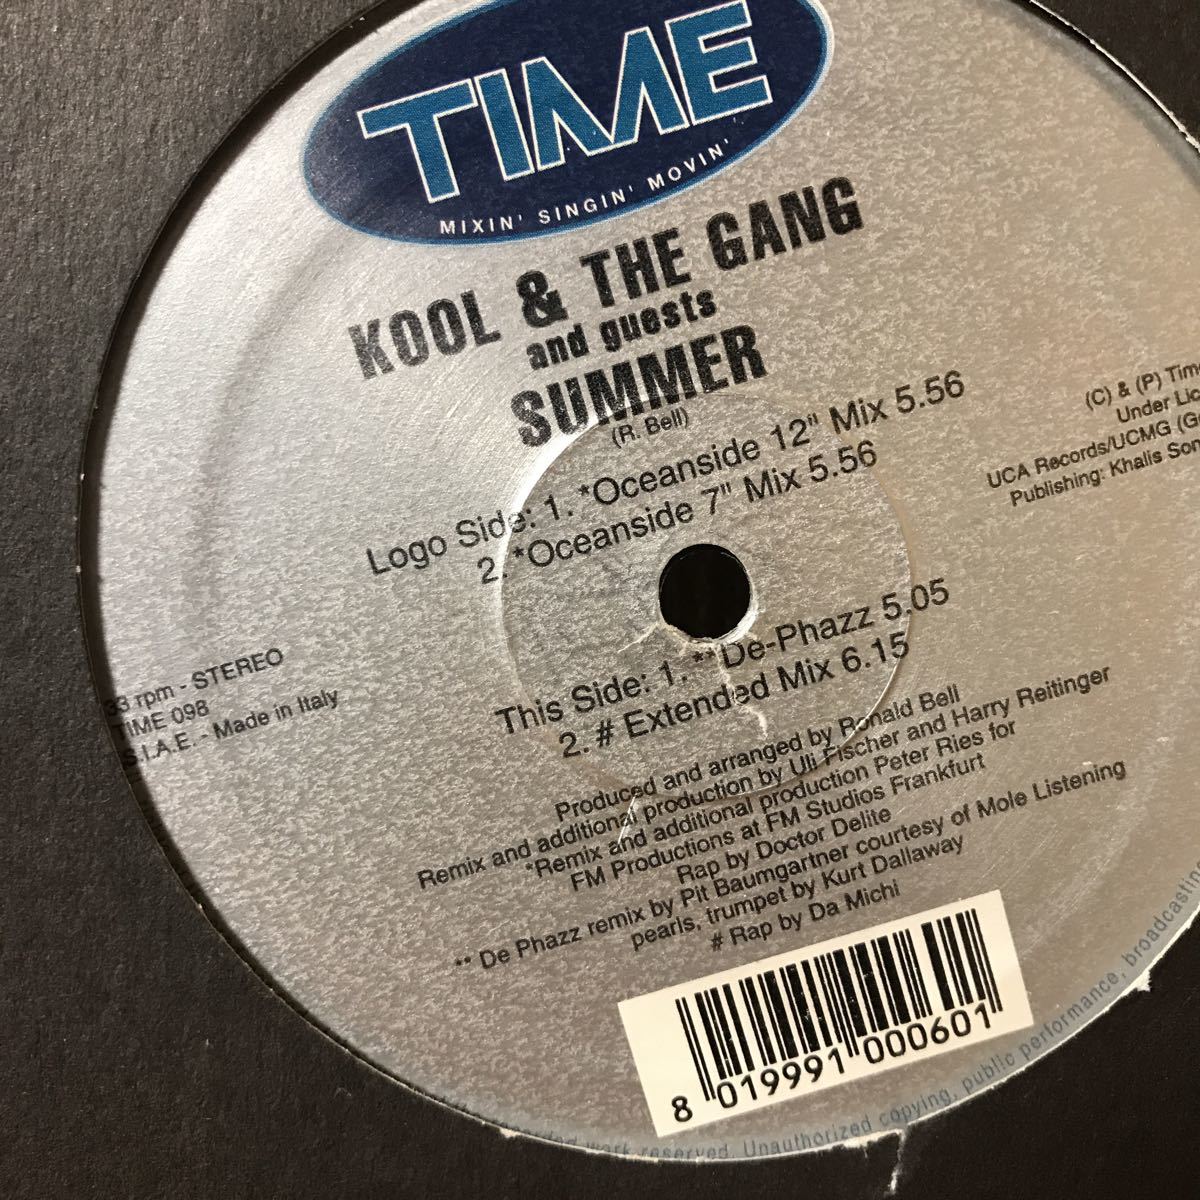 TIME
MIXIN' SINGIN' MOVIN'
KOOL & THE GANG
and guests
SUMMER
(R. Bell)
Logo Side: 1. *Oceanside 12" Mix 5.56
2. *Oceanside 7" Mix 5.56
(C) & (P) Time
Under Lic
UCA Records/UCMG (Ge
Publishing: Khalis Son
33 rpm - STEREO
TIME 098
S.I.A.E. - Made in Italy
This Side: 1. **De-Phazz 5.05
2. # Extended Mix 6.15
Produced and arranged by Ronald Bell
Remix and additional production by Uli Fischer and Harry Reitinger
*Remix and additional production Peter Ries for
FM Productions at FM Studios Frankfurt
Rap by Doctor Delite
** De Phazz remix by Pit Baumgartner courtesy of Mole Listening
pearls, trumpet by Kurt Dallaway
# Rap by Da Michi
8 019991 000601
work reserved. Unauthorized copying, public performance, broadcasting